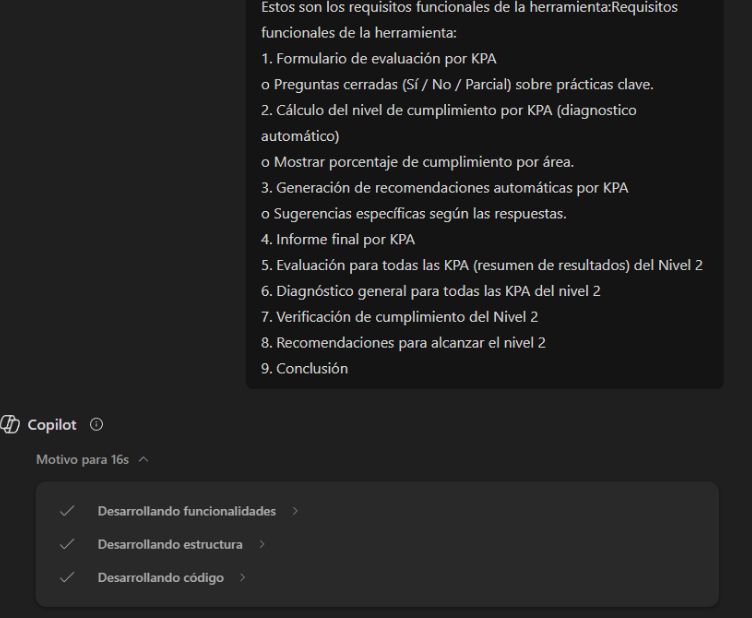 Estos son los requisitos funcionales de la herramienta:Requisitos
funcionales de la herramienta:
1. Formulario de evaluación por KPA
o Preguntas cerradas (Sí / No / Parcial) sobre prácticas clave.
2. Cálculo del nivel de cumplimiento por KPA (diagnostico
automático)
o Mostrar porcentaje de cumplimiento por área.
3. Generación de recomendaciones automáticas por KPA
o Sugerencias específicas según las respuestas.
4. Informe final por KPA
5. Evaluación para todas las KPA (resumen de resultados) del Nivel 2
6. Diagnóstico general para todas las KPA del nivel 2
7. Verificación de cumplimiento del Nivel 2
8. Recomendaciones para alcanzar el nivel 2
9. Conclusión
Copilot
Motivo para 16s
Desarrollando funcionalidades
Desarrollando estructura
Desarrollando código